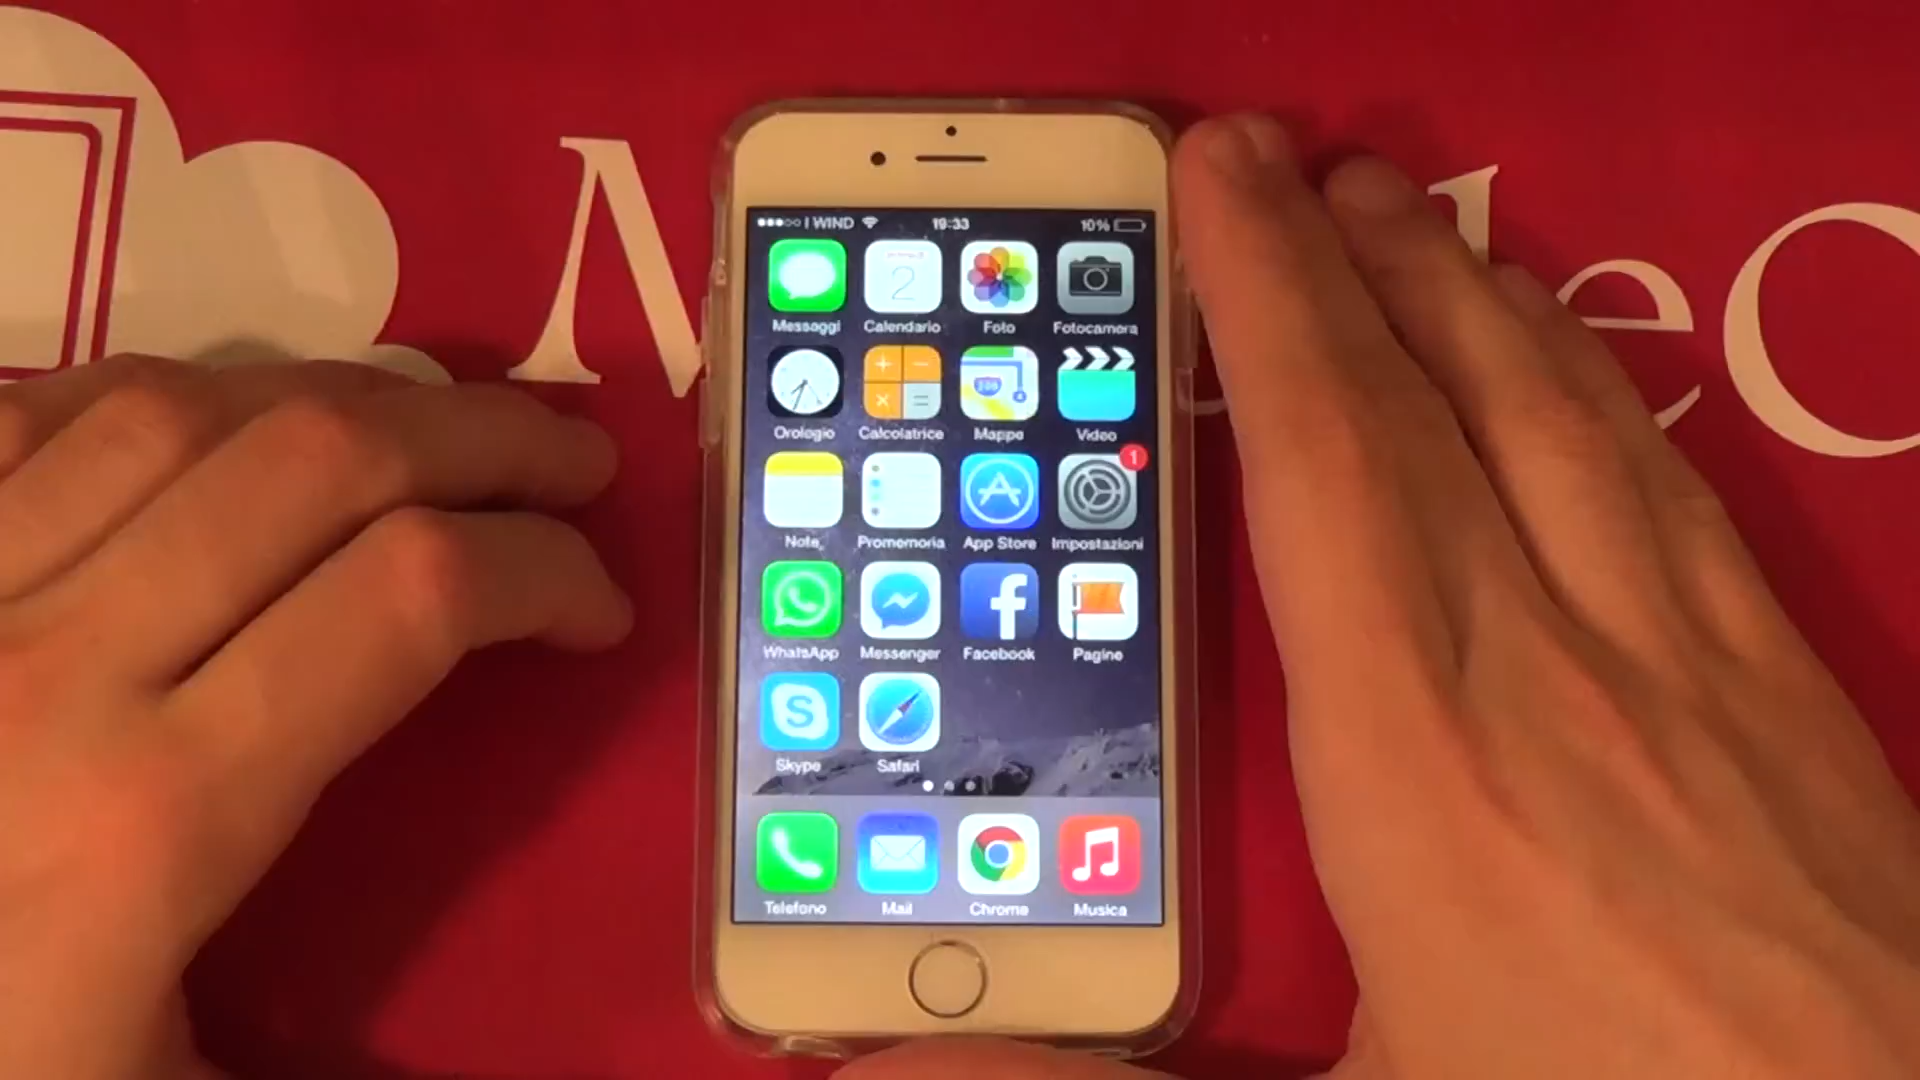 WIND 19:33 10%
2
Messaggi Calendario Foto Fotocamera
Orologio Calcolatrice Mappe Video
1
Note Promemoria App Store Impostazioni
WhatsApp Messenger Facebook Pagine
Skype Safari
Telefono Mail Chrome Musica